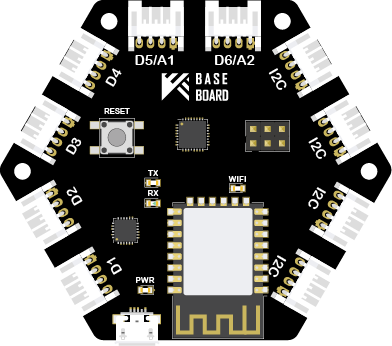 D5/A1 D6/A2
D4 I2C
BASE
BOARD
RESET
D3 I2C
TX
RX WIFI
D2 I2C
D1 I2C
PWR